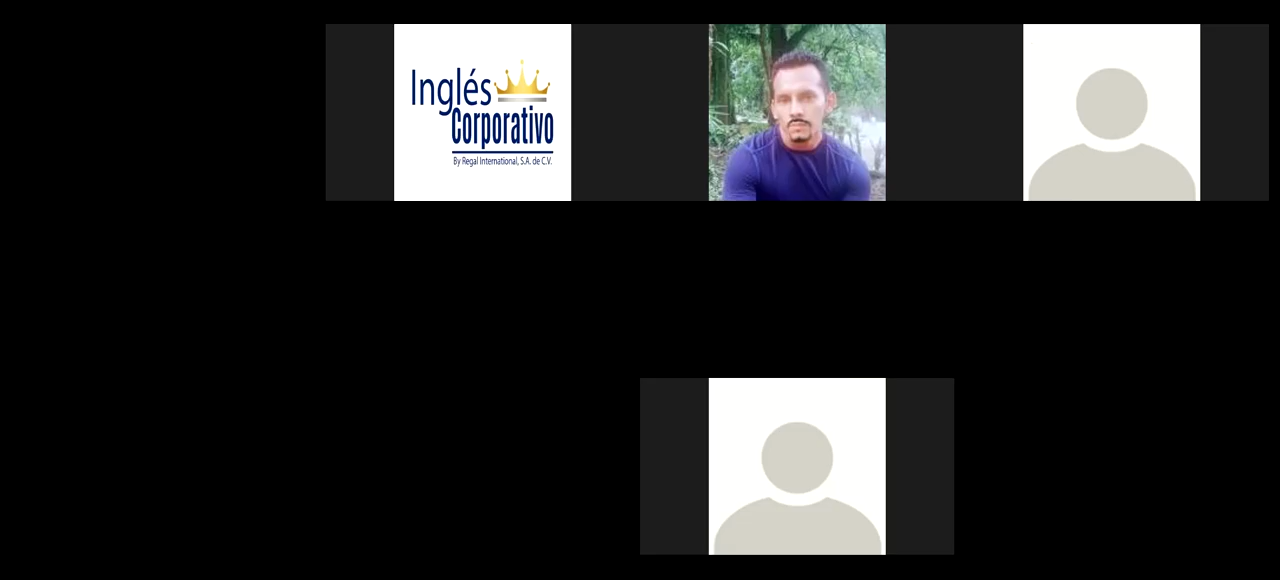 Inglés
Corporativo
By Regal International, S.A. de C.V.